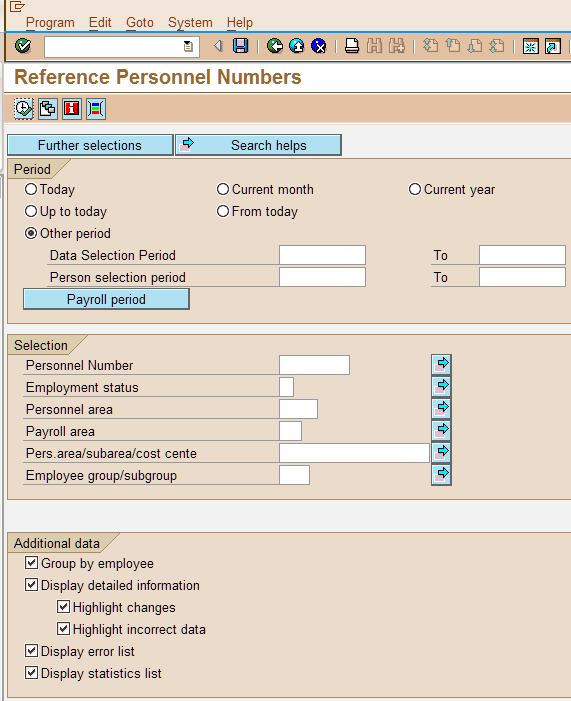 Program Edit Goto System Help
Reference Personnel Numbers
Further selections Search helps
Period
Today Current month Current year
Up to today From today
Other period
Data Selection Period To
Person selection period To
Payroll period
Selection
Personnel Number
Employment status
Personnel area
Payroll area
Pers.area/subarea/cost cente
Employee group/subgroup
Additional data
Group by employee
Display detailed information
Highlight changes
Highlight incorrect data
Display error list
Display statistics list